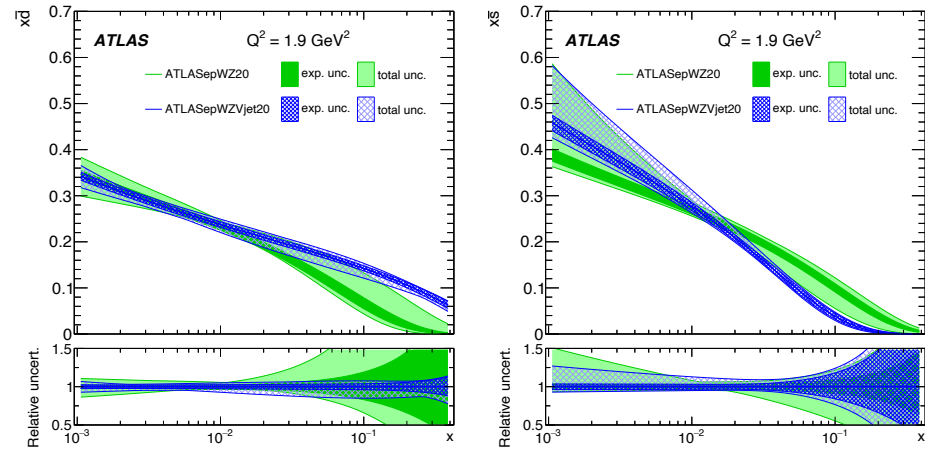 xd̅
0.7
0.6
0.5
0.4
0.3
0.2
0.1
0
ATLAS
Q² = 1.9 GeV²
ATLASepWZ20
exp. unc.
total unc.
ATLASepWZVjet20
exp. unc.
total unc.
Relative uncert.
1.5
1
0.5
10⁻³
10⁻²
10⁻¹
x
xs̅
0.7
0.6
0.5
0.4
0.3
0.2
0.1
0
ATLAS
Q² = 1.9 GeV²
ATLASepWZ20
exp. unc.
total unc.
ATLASepWZVjet20
exp. unc.
total unc.
Relative uncert.
1.5
1
0.5
10⁻³
10⁻²
10⁻¹
x